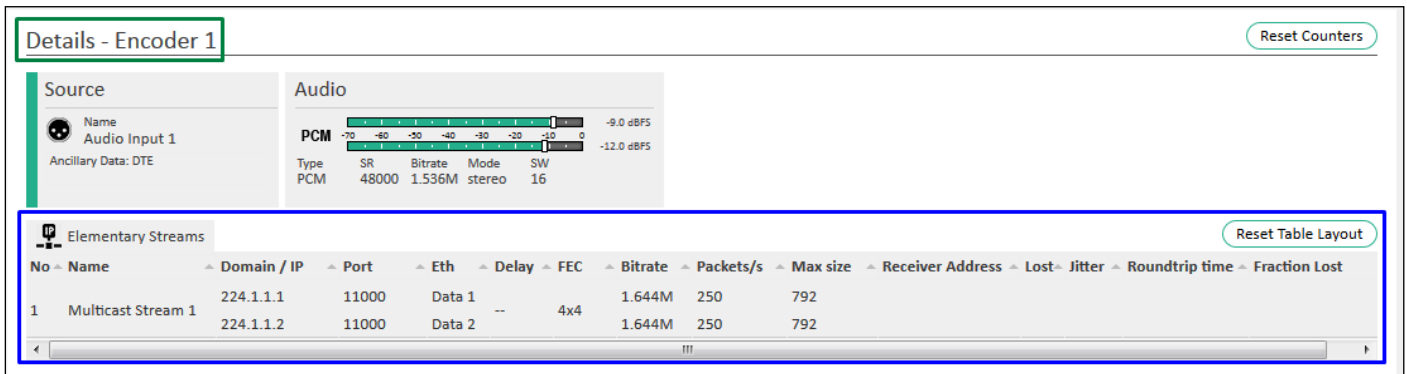 Details - Encoder 1
Reset Counters
Source
Name
Audio Input 1
Ancillary Data: DTE
Audio
-9.0 dBFS
PCM -70 -60 -50 -40 -30 -20 -10 0
-12.0 dBFS
Type SR Bitrate Mode SW
PCM 48000 1.536M stereo 16
IP Elementary Streams
Reset Table Layout
No Name Domain / IP Port Eth Delay FEC Bitrate Packets/s Max size Receiver Address Lost Jitter Roundtrip time Fraction Lost
224.1.1.1 11000 Data 1 1.644M 250 792
1 Multicast Stream 1 -- 4x4
224.1.1.2 11000 Data 2 1.644M 250 792